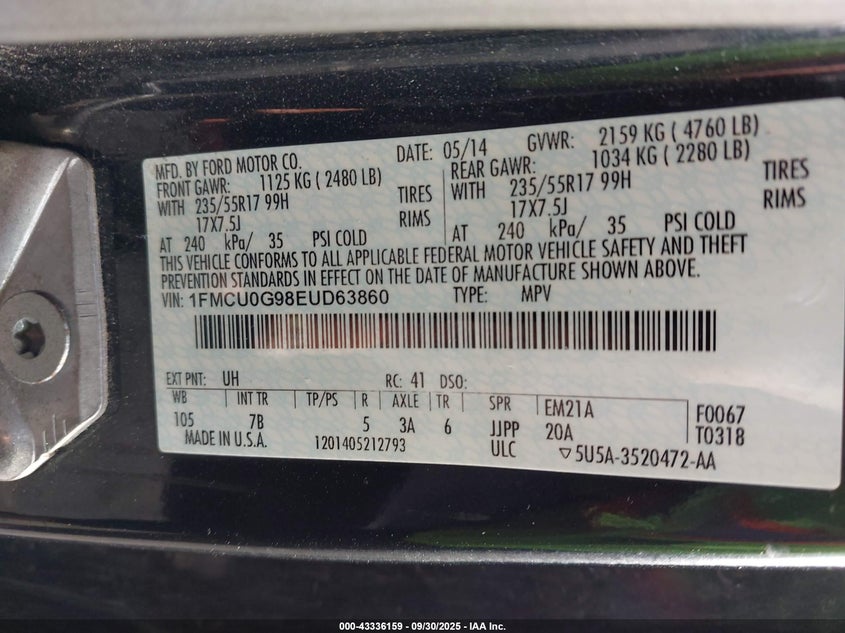 MFD. BY FORD MOTOR CO. DATE: 05/14 GVWR: 2159 KG ( 4760 LB)
FRONT GAWR: 1125 KG ( 2480 LB) REAR GAWR: 1034 KG ( 2280 LB)
WITH 235/55R17 99H TIRES WITH 235/55R17 99H TIRES
17X7.5J RIMS 17X7.5J RIMS
AT 240 kPa/ 35 PSI COLD AT 240 kPa/ 35 PSI COLD
THIS VEHICLE CONFORMS TO ALL APPLICABLE FEDERAL MOTOR VEHICLE SAFETY AND THEFT
PREVENTION STANDARDS IN EFFECT ON THE DATE OF MANUFACTURE SHOWN ABOVE.
VIN: 1FMCU0G98EUD63860 TYPE: MPV
EXT PNT: UH RC: 41 DSO:
WB INT TR TP/PS R AXLE TR SPR EM21A F0067
105 7B 5 3A 6 JJPP 20A T0318
MADE IN U.S.A. 1201405212793 ULC ▽5U5A-3520472-AA
000-43336159 - 09/30/2025 - IAA Inc.